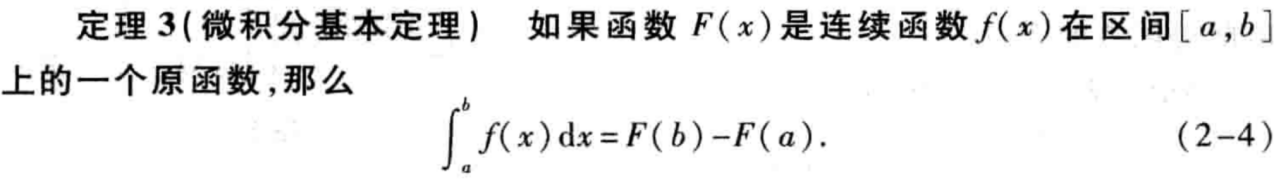 定理 3(微积分基本定理) 如果函数 F(x)是连续函数f(x)在区间[a,b]
上的一个原函数,那么
∫_a^b f(x)dx=F(b)-F(a). (2-4)